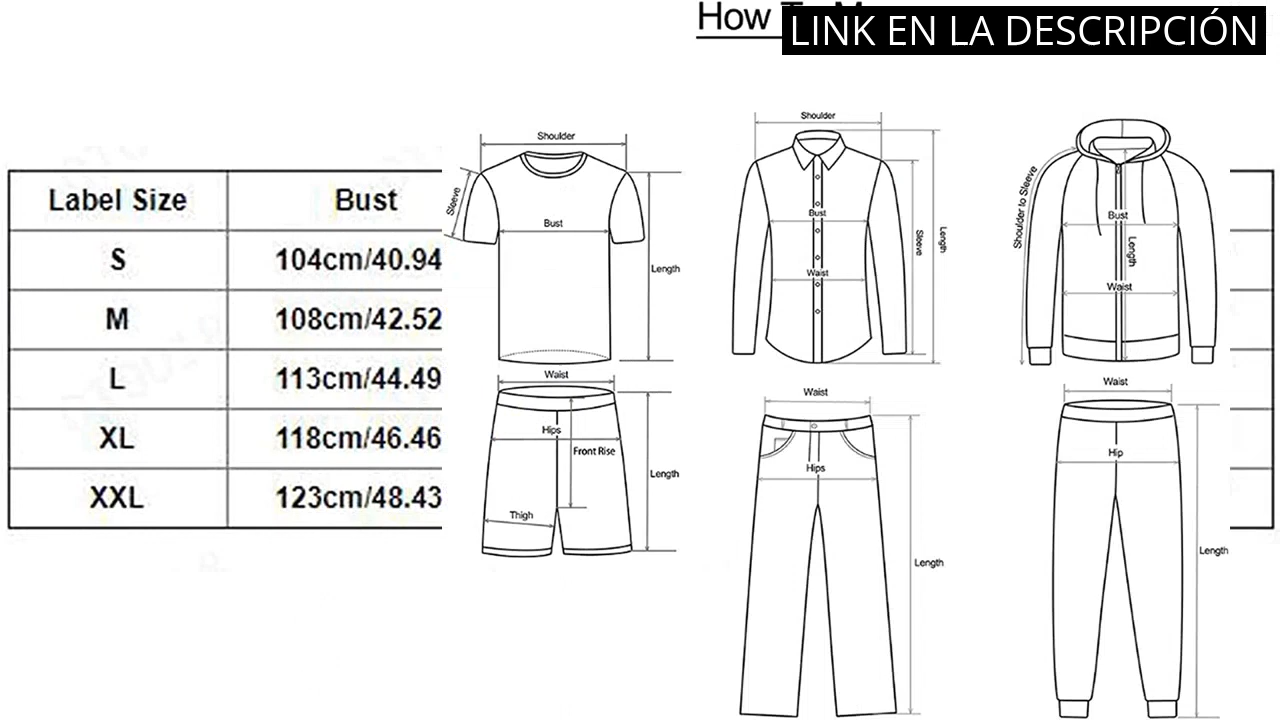 How To M
LINK EN LA DESCRIPCIÓN
Label Size Bust
S 104cm/40.94
M 108cm/42.52
L 113cm/44.49
XL 118cm/46.46
XXL 123cm/48.43
Shoulder
Sleeve
Bust
Length
Shoulder
Bust
Waist
Sleeve
Length
Shoulder to Sleeve
Bust
Length
Waist
Waist
Hips
Front Rise
Length
Thigh
Waist
Hips
Length
Waist
Hip
Length